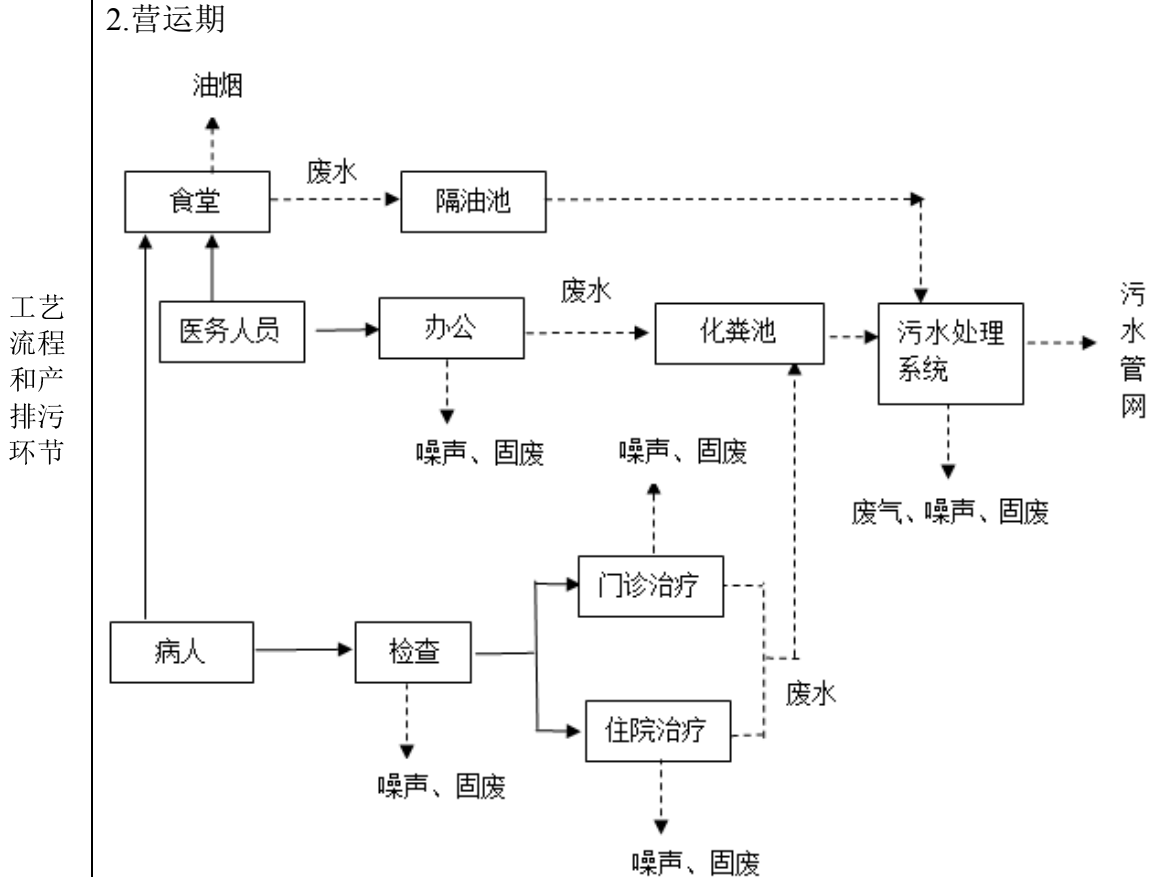 2.营运期
油烟
废水
食堂
隔油池
废水
医务人员
办公
化粪池
污水处理
系统
污
水
管
网
工艺
流程
和产
排污
环节
噪声、固废
噪声、固废
废气、噪声、固废
门诊治疗
病人
检查
废水
住院治疗
噪声、固废
噪声、固废